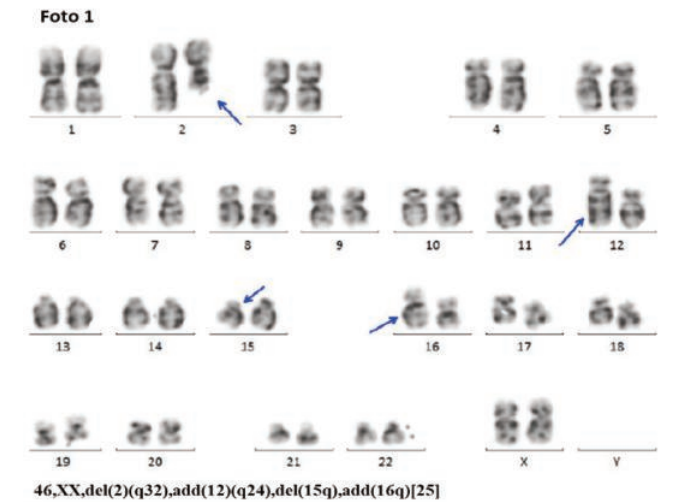 Foto 1
1 2 3 4 5
6 7 8 9 10 11 12
13 14 15 16 17 18
19 20 21 22 X Y
46,XX,del(2)(q32),add(12)(q24),del(15q),add(16q)[25]